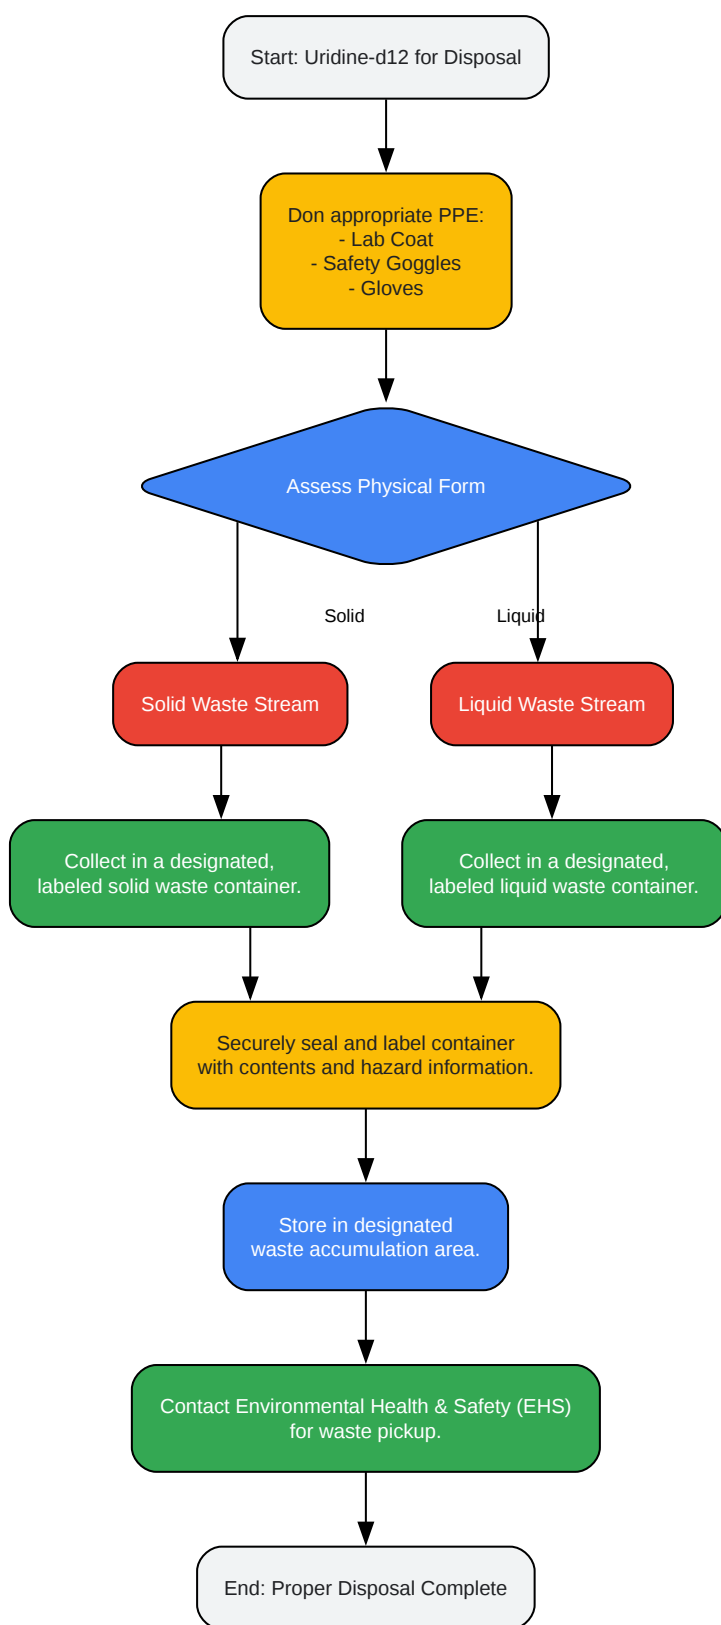 Start: Uridine-d12 for Disposal
Don appropriate PPE:
- Lab Coat
- Safety Goggles
- Gloves
Assess Physical Form
Solid
Liquid
Solid Waste Stream
Liquid Waste Stream
Collect in a designated,
labeled solid waste container.
Collect in a designated,
labeled liquid waste container.
Securely seal and label container
with contents and hazard information.
Store in designated
waste accumulation area.
Contact Environmental Health & Safety (EHS)
for waste pickup.
End: Proper Disposal Complete